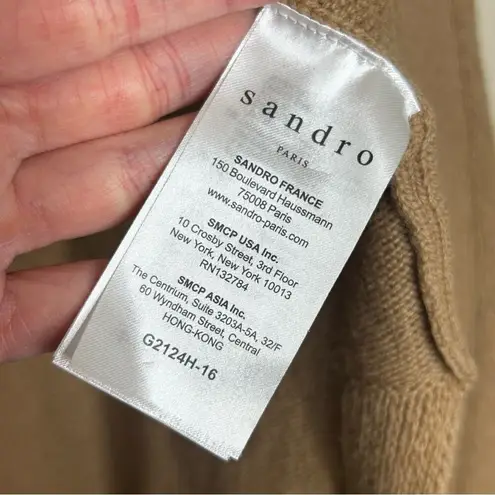 sandro
PARIS
SANDRO FRANCE
150 Boulevard Haussmann
75008 Paris
www.sandro-paris.com
SMCP USA Inc.
10 Crosby Street, 3rd Floor
New York, New York 10013
RN132784
SMCP ASIA Inc.
The Centrium, Suite 3203A-5A, 32/F
60 Wyndham Street, Central
HONG-KONG
G2124H-16